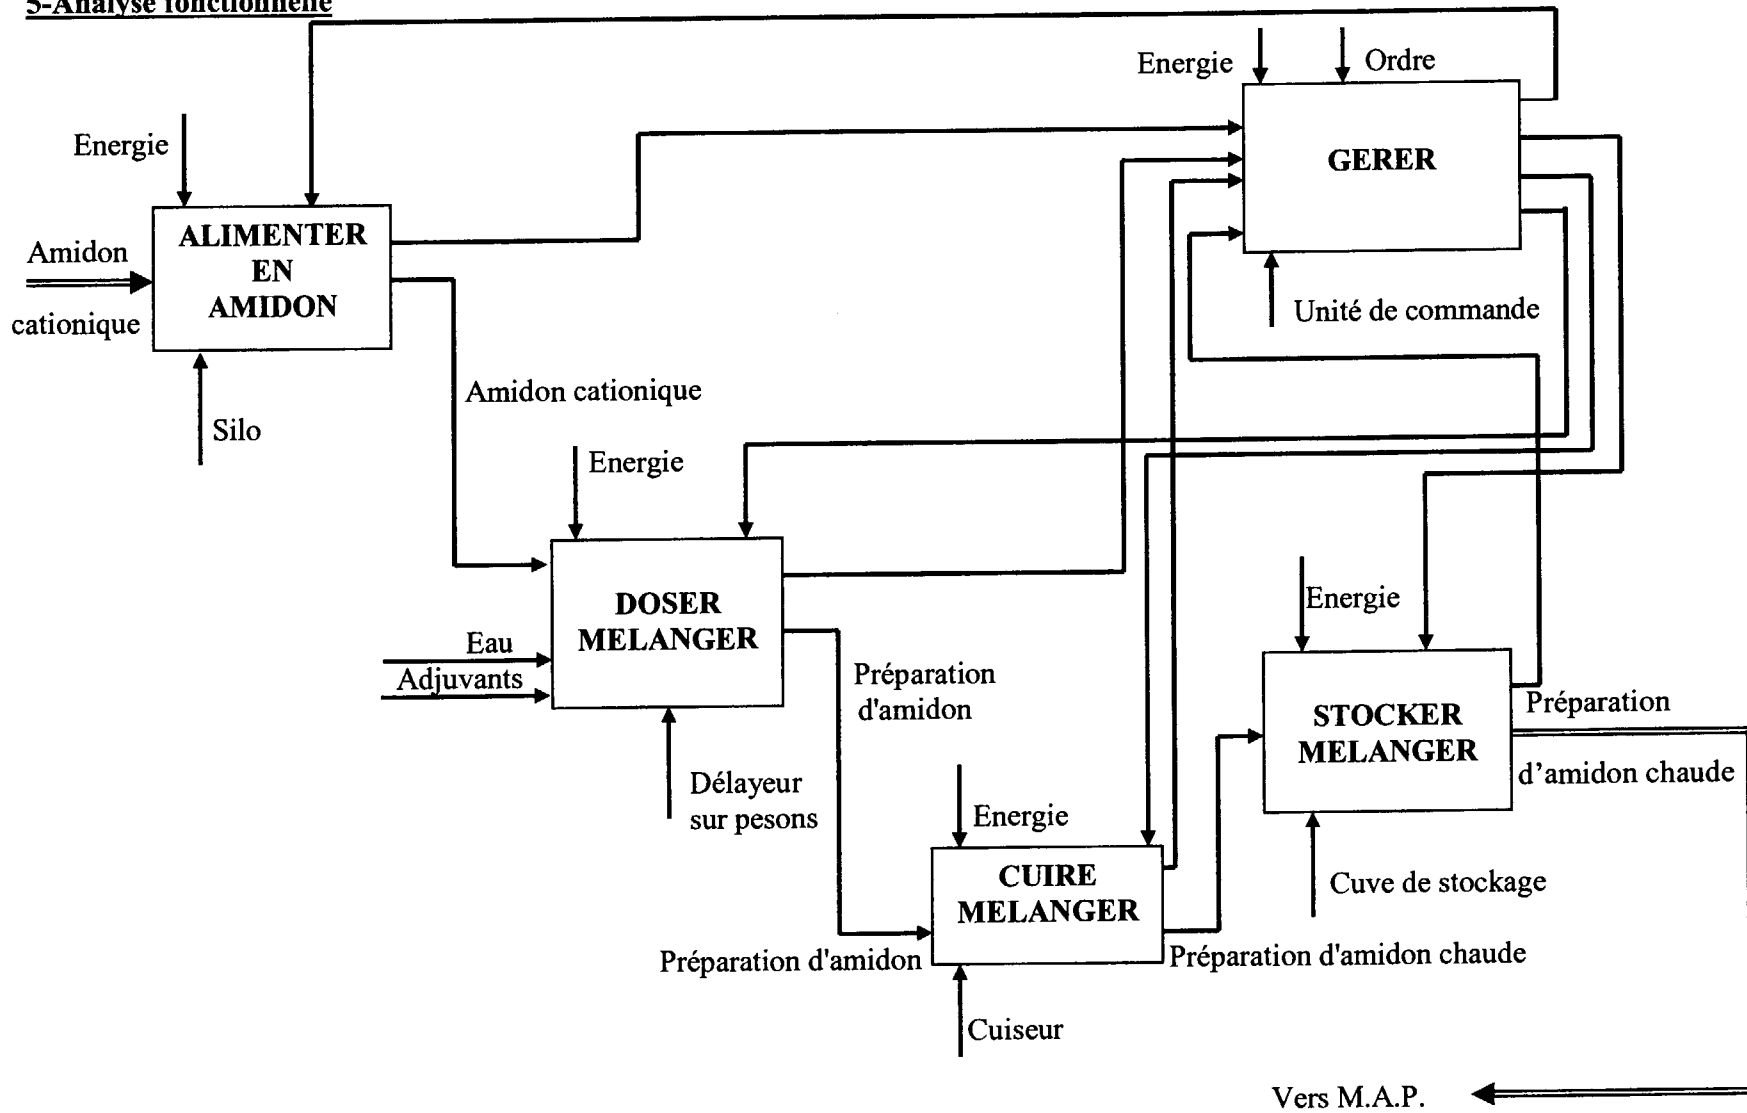 5-Analyse fonctionnelle
Energie
Ordre
Energie
GERER
ALIMENTER
EN
AMIDON
Amidon
cationique
Unité de commande
Silo
Amidon cationique
Energie
Energie
DOSER
MELANGER
Eau
Adjuvants
Préparation
d'amidon
STOCKER
MELANGER
Préparation
d’amidon chaude
Délayeur
sur pesons
Energie
CUIRE
MELANGER
Cuve de stockage
Préparation d'amidon
Préparation d'amidon chaude
Cuiseur
Vers M.A.P.